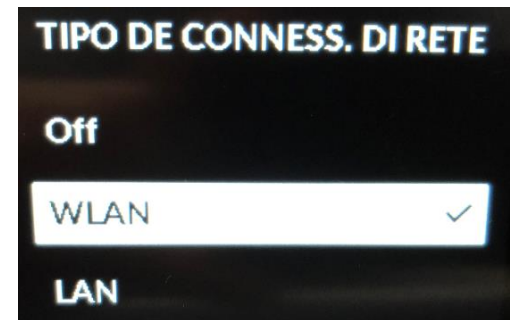 TIPO DE CONNESS. DI RETE
Off
WLAN
LAN